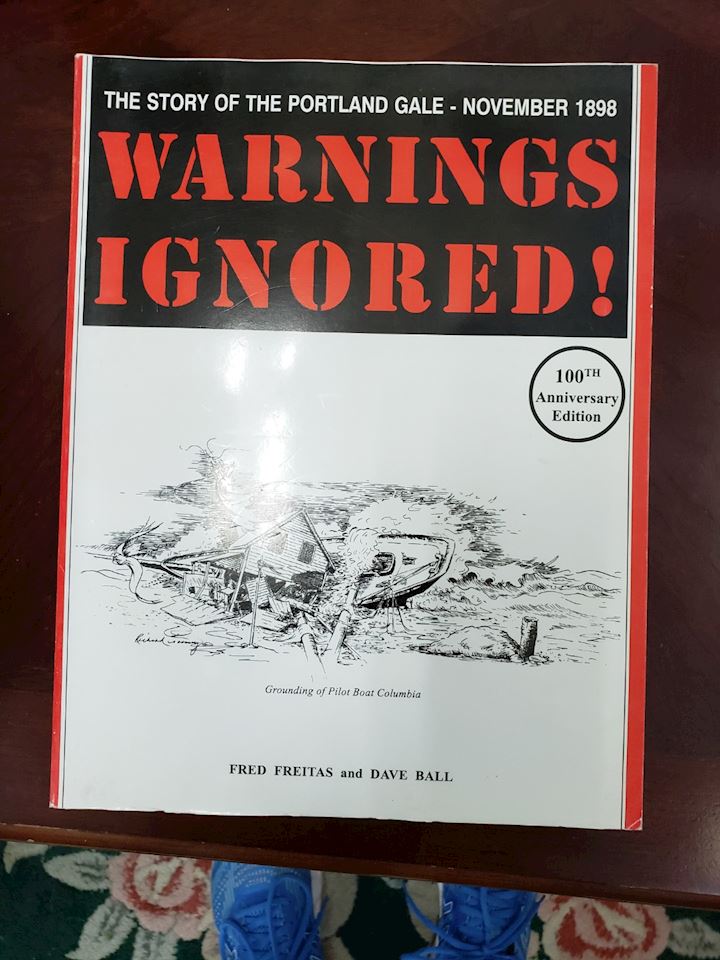 THE STORY OF THE PORTLAND GALE - NOVEMBER 1898
WARNINGS
IGNORED!
100TH
Anniversary
Edition
Richard
Grounding of Pilot Boat Columbia
FRED FREITAS and DAVE BALL